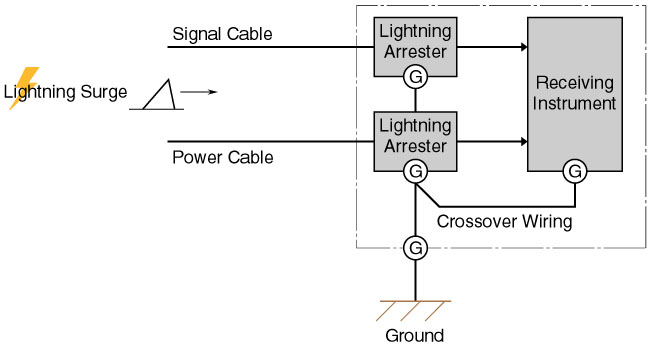 Signal Cable
Lightning
Arrester
G
Receiving
Instrument
Lightning Surge
Lightning
Arrester
G
Power Cable
G
Crossover Wiring
G
Ground